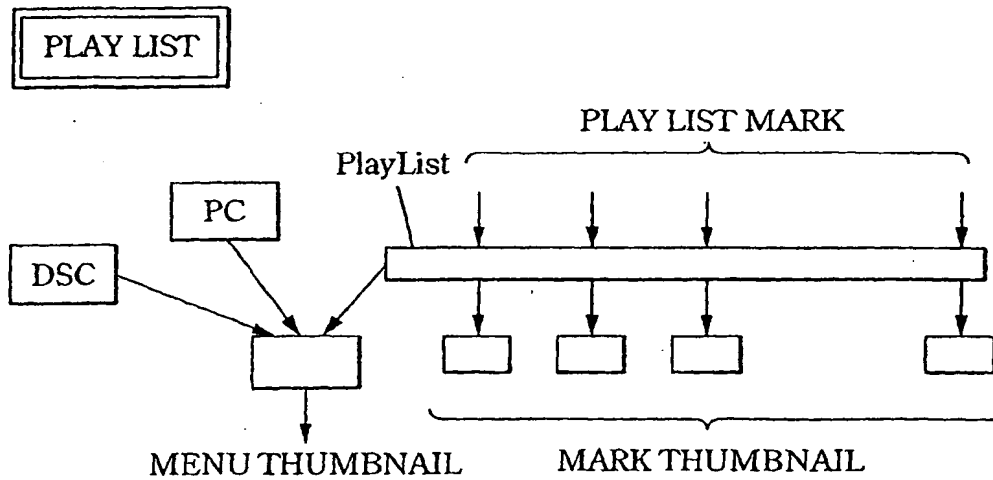 PLAY LIST
PLAY LIST MARK
PlayList
PC
DSC
MENU THUMBNAIL
MARK THUMBNAIL